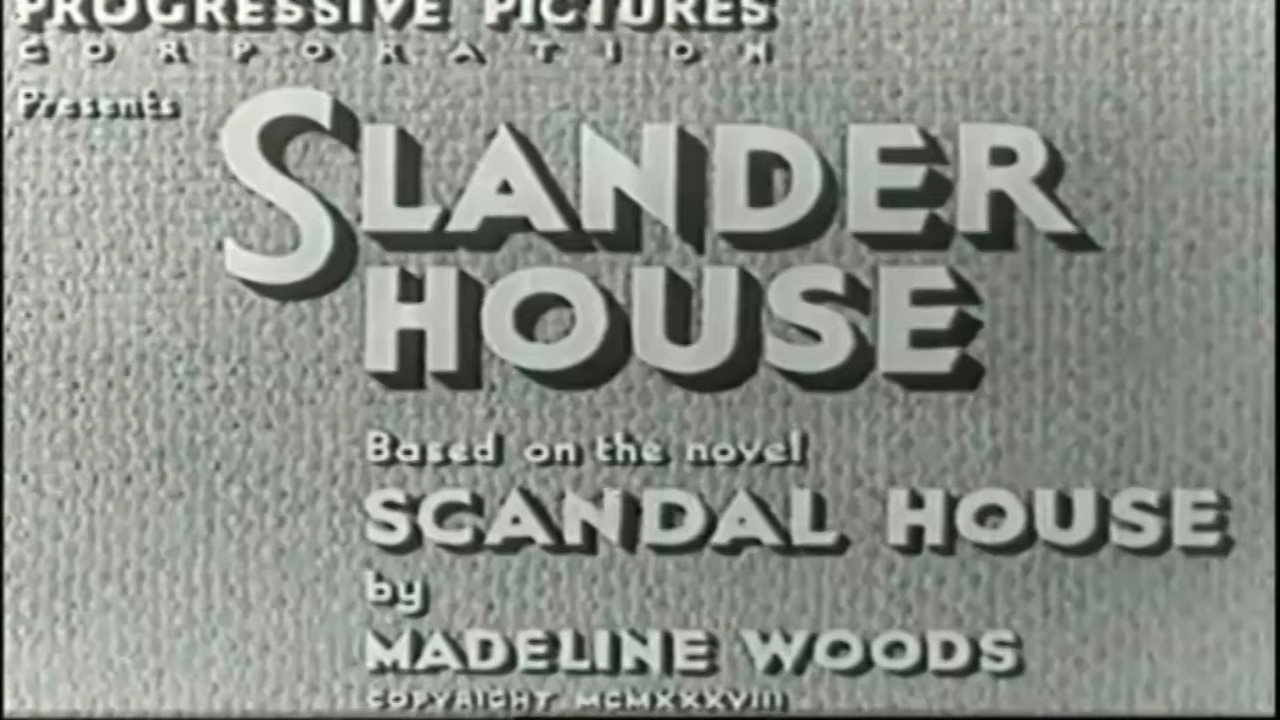 PROGRESSIVE PICTURES
CORPORATION
Presents
SLANDER
HOUSE
Based on the novel
SCANDAL HOUSE
by
MADELINE WOODS
COPYRIGHT MCMXXXVIII